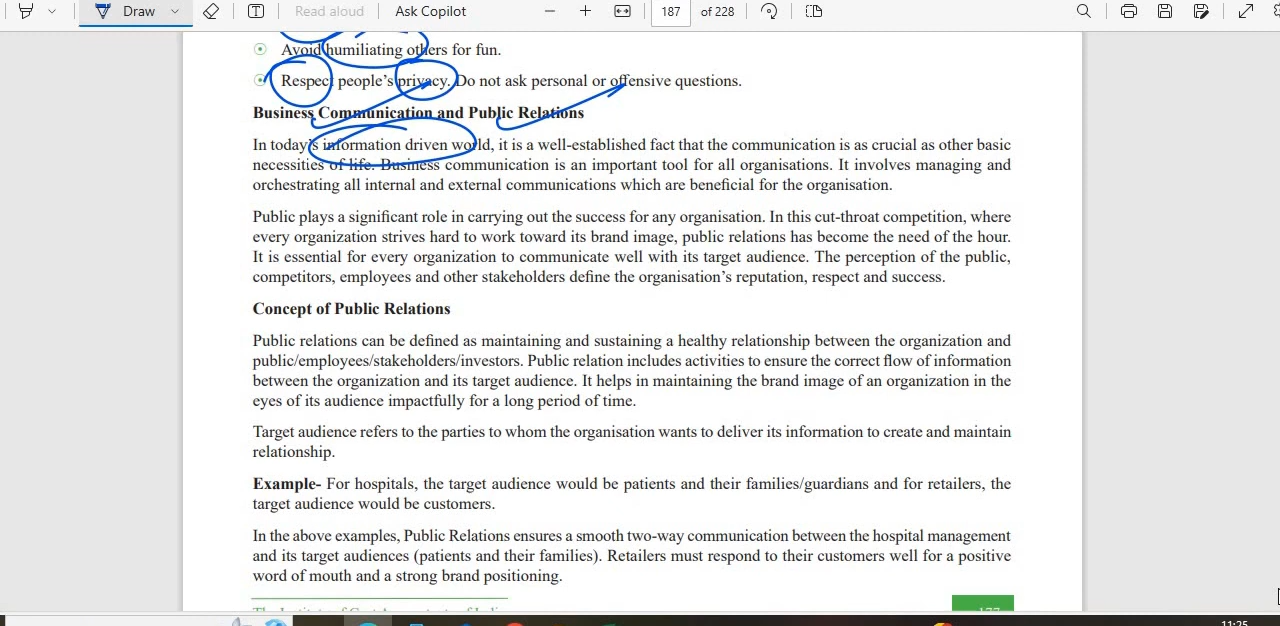 Draw
Read aloud
Ask Copilot
187
of 228
Avoid humiliating others for fun.
Respect people's privacy. Do not ask personal or offensive questions.
Business Communication and Public Relations
In today's information driven world, it is a well-established fact that the communication is as crucial as other basic
necessities of life. Business communication is an important tool for all organisations. It involves managing and
orchestrating all internal and external communications which are beneficial for the organisation.
Public plays a significant role in carrying out the success for any organisation. In this cut-throat competition, where
every organization strives hard to work toward its brand image, public relations has become the need of the hour.
It is essential for every organization to communicate well with its target audience. The perception of the public,
competitors, employees and other stakeholders define the organisation's reputation, respect and success.
Concept of Public Relations
Public relations can be defined as maintaining and sustaining a healthy relationship between the organization and
public/employees/stakeholders/investors. Public relation includes activities to ensure the correct flow of information
between the organization and its target audience. It helps in maintaining the brand image of an organization in the
eyes of its audience impactfully for a long period of time.
Target audience refers to the parties to whom the organisation wants to deliver its information to create and maintain
relationship.
Example- For hospitals, the target audience would be patients and their families/guardians and for retailers, the
target audience would be customers.
In the above examples, Public Relations ensures a smooth two-way communication between the hospital management
and its target audiences (patients and their families). Retailers must respond to their customers well for a positive
word of mouth and a strong brand positioning.
11:25